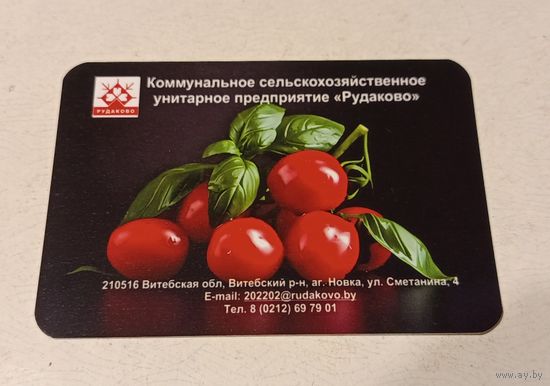 РУДАКОВО
Коммунальное сельскохозяйственное
унитарное предприятие «Рудаково»
210516 Витебская обл, Витебский р-н, аг. Новка, ул. Сметанина, 4
E-mail: 202202@rudakovo.by
Тел. 8 (0212) 69 79 01
www.ay.by